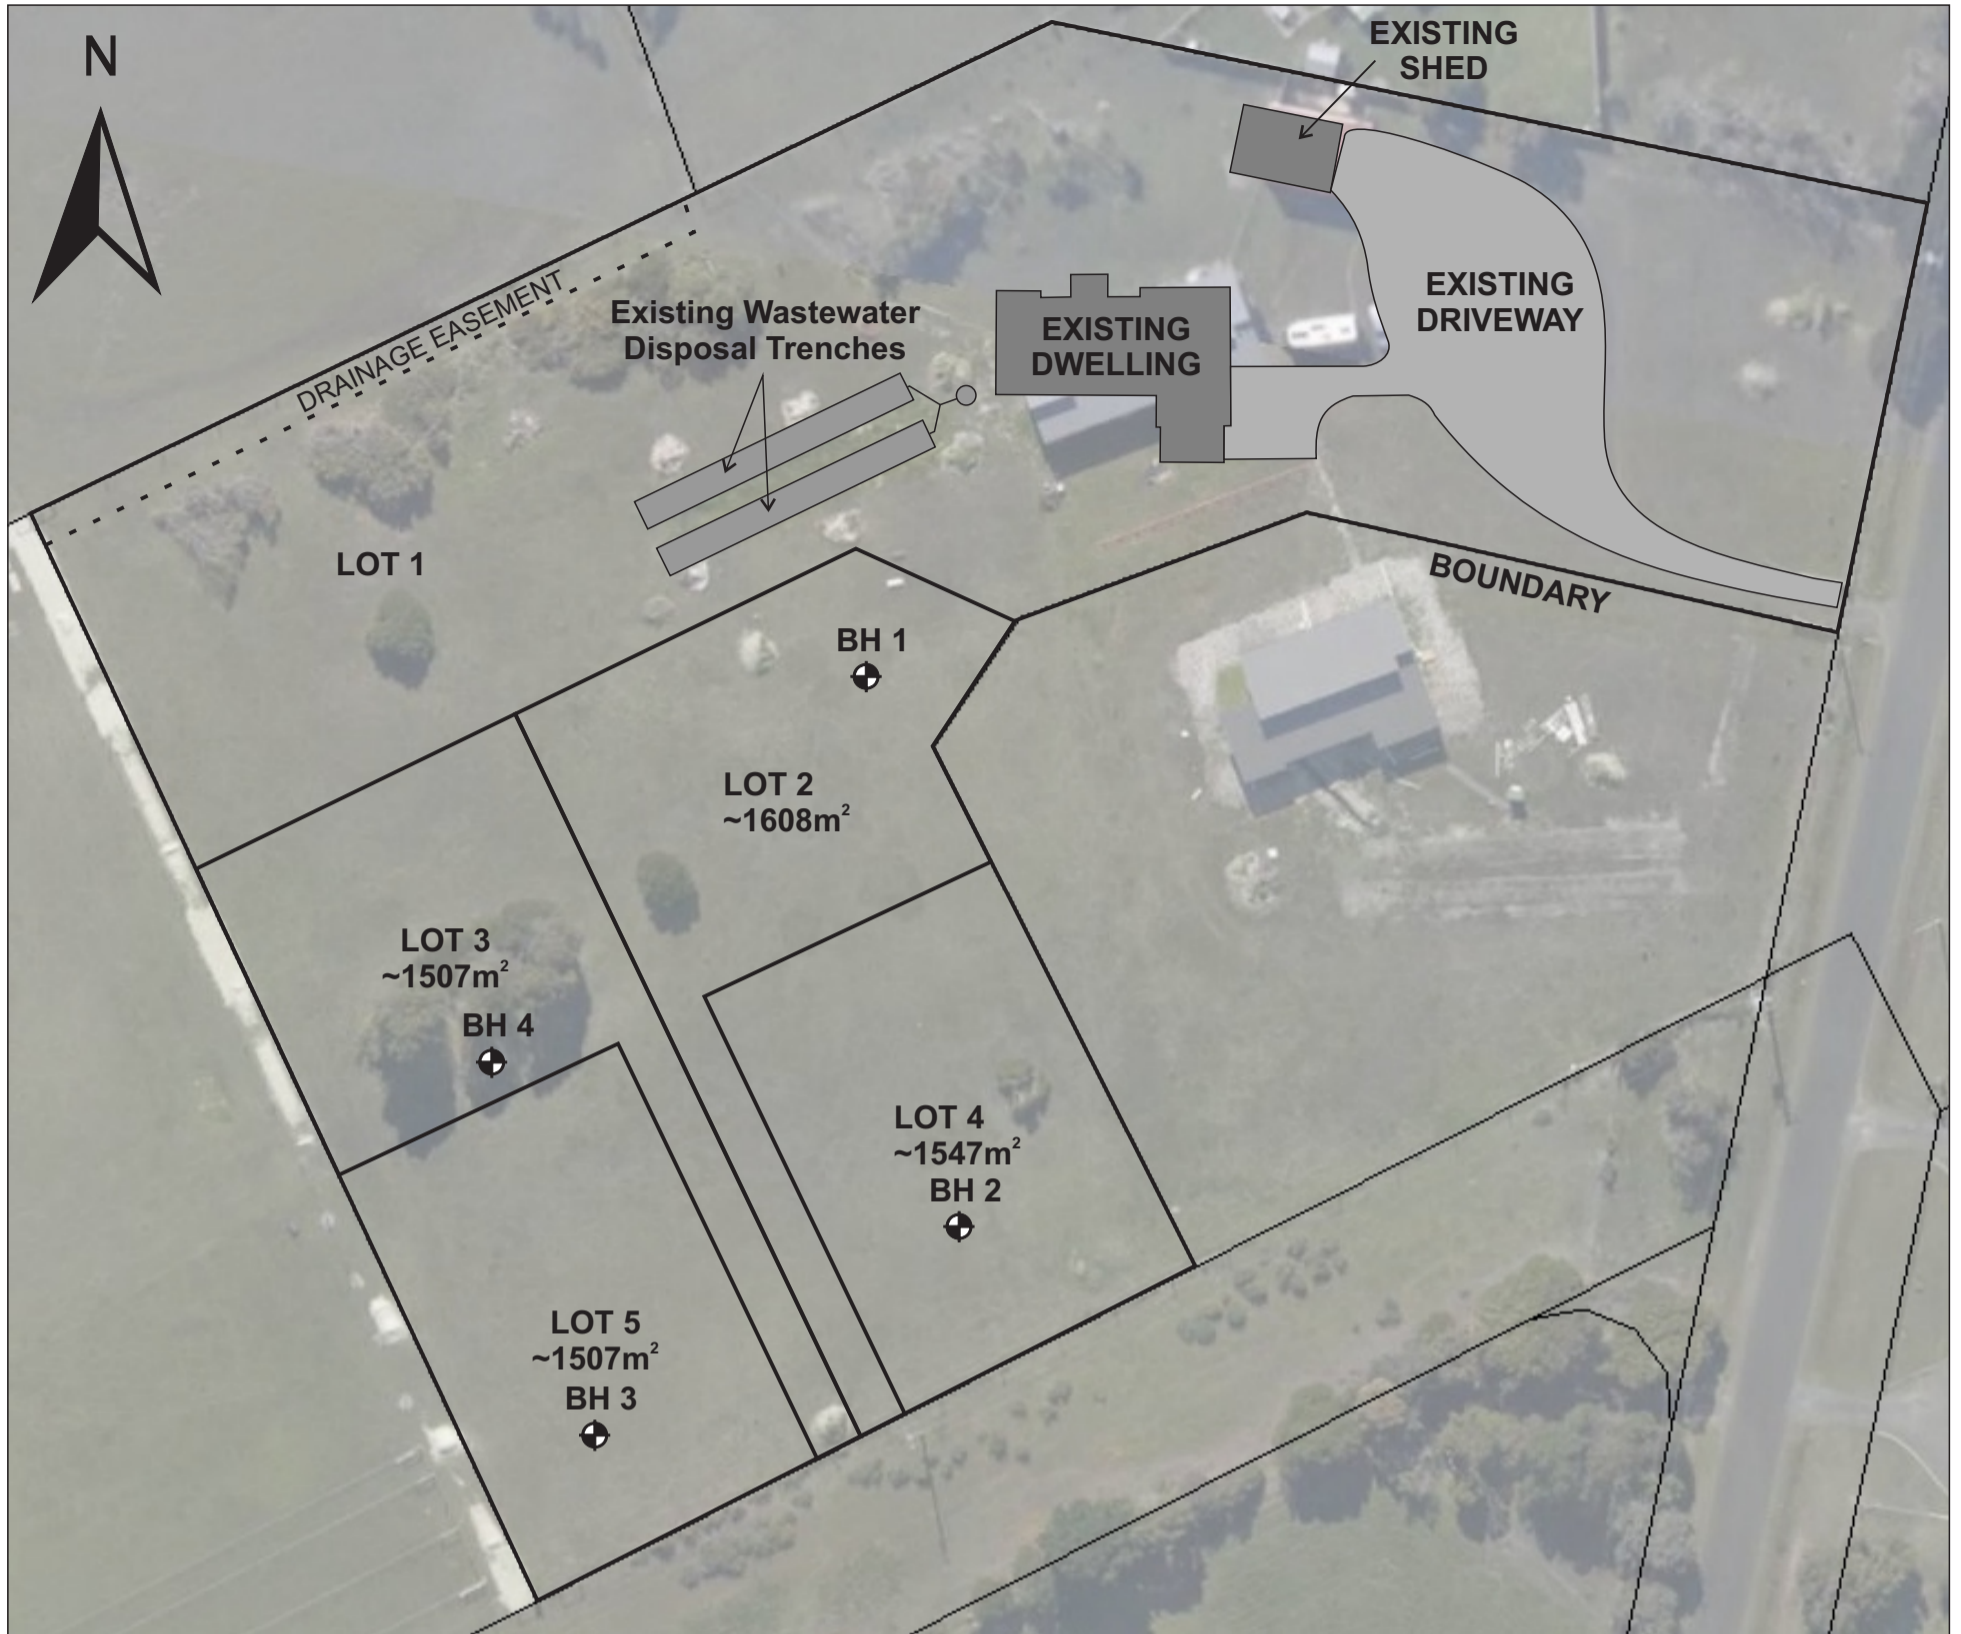 N
EXISTING
SHED
DRAINAGE EASEMENT
Existing Wastewater
Disposal Trenches
EXISTING
DWELLING
EXISTING
DRIVEWAY
LOT 1
BOUNDARY
BH 1
LOT 2
~1608m²
LOT 3
~1507m²
BH 4
LOT 4
~1547m²
BH 2
LOT 5
~1507m²
BH 3